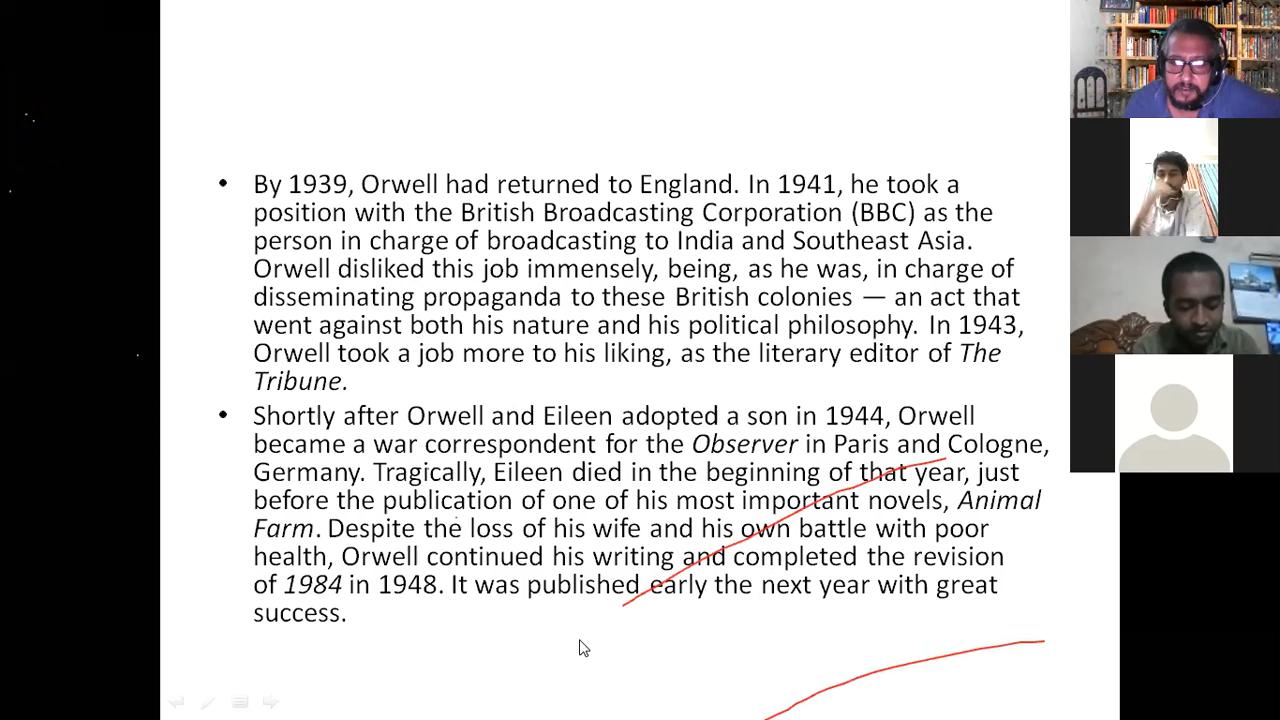 • By 1939, Orwell had returned to England. In 1941, he took a
position with the British Broadcasting Corporation (BBC) as the
person in charge of broadcasting to India and Southeast Asia.
Orwell disliked this job immensely, being, as he was, in charge of
disseminating propaganda to these British colonies — an act that
went against both his nature and his political philosophy. In 1943,
Orwell took a job more to his liking, as the literary editor of The
Tribune.
• Shortly after Orwell and Eileen adopted a son in 1944, Orwell
became a war correspondent for the Observer in Paris and Cologne,
Germany. Tragically, Eileen died in the beginning of that year, just
before the publication of one of his most important novels, Animal
Farm. Despite the loss of his wife and his own battle with poor
health, Orwell continued his writing and completed the revision
of 1984 in 1948. It was published early the next year with great
success.